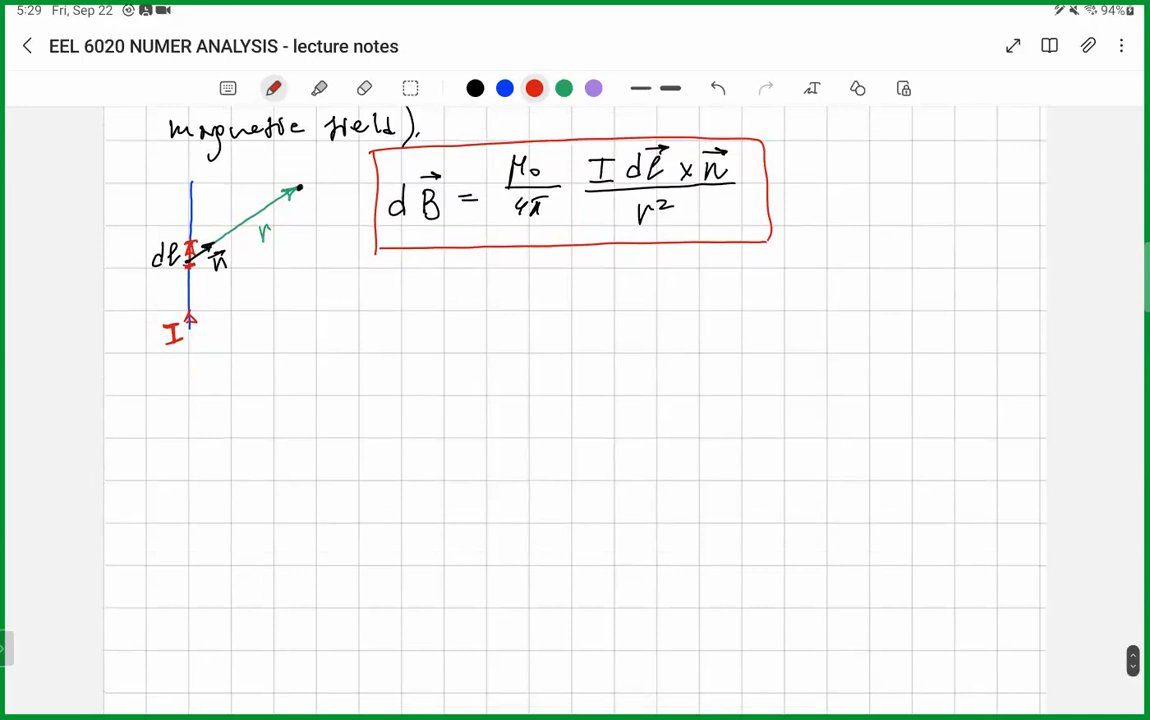 5:29 Fri, Sep 22 94%
EEL 6020 NUMER ANALYSIS - lecture notes
magnetic field).
dB⃗ = μ₀/4π I dl⃗ × n⃗/r²
r
dl n⃗
I